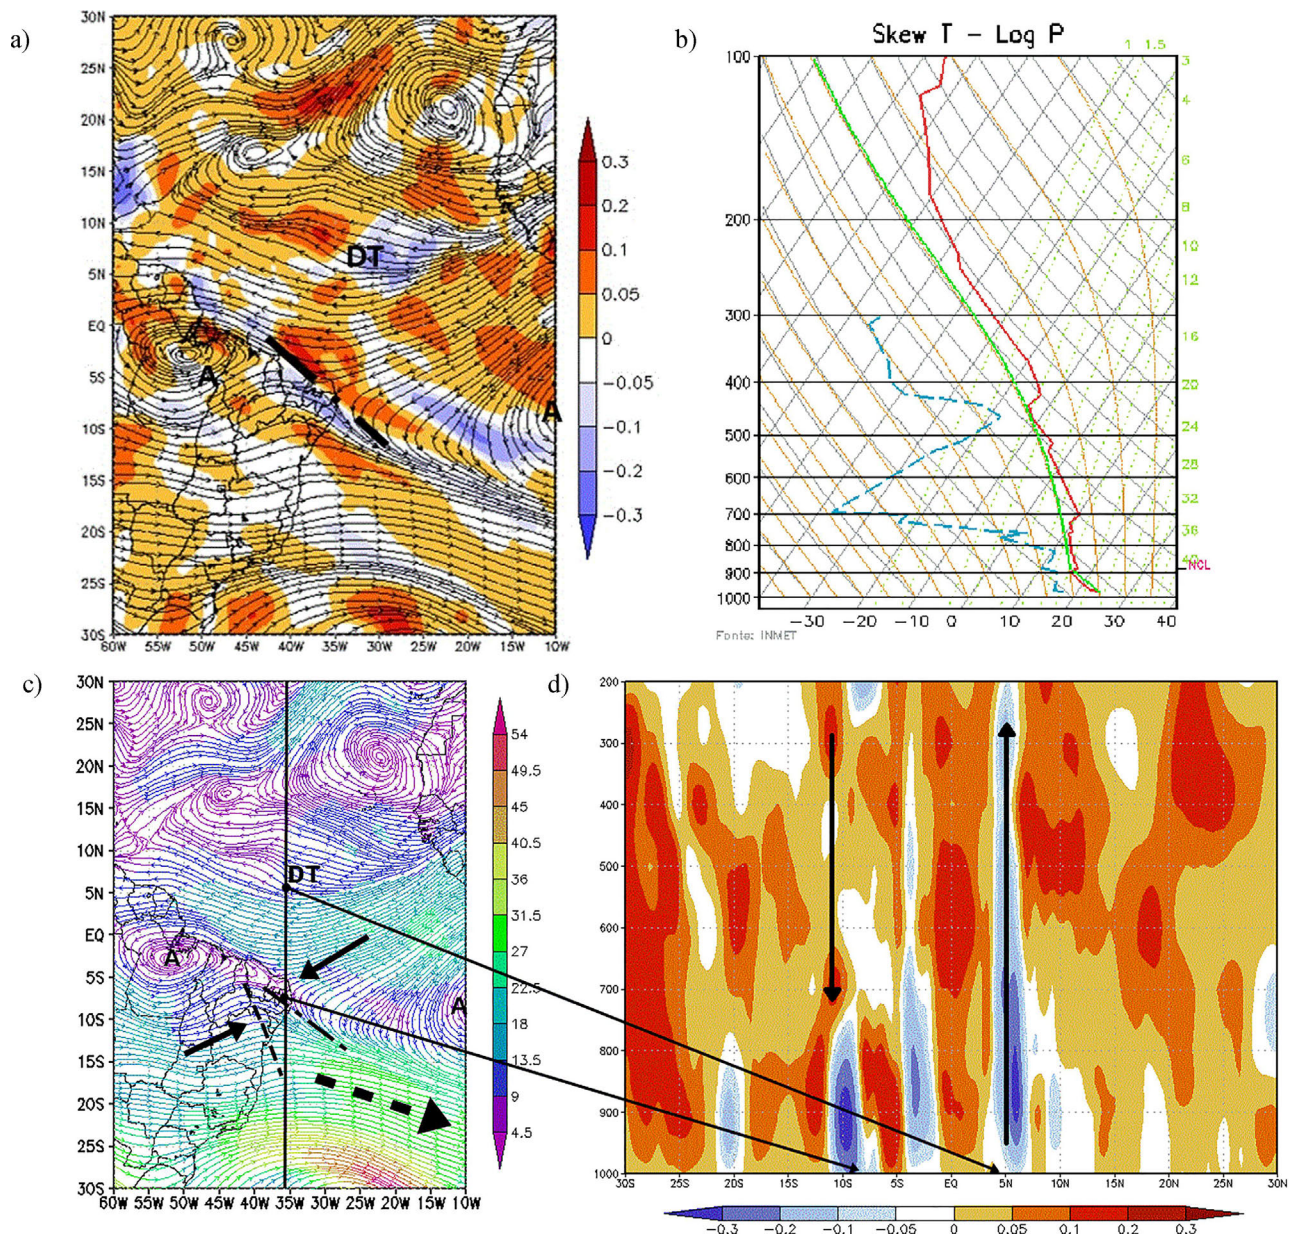 a)
30N
25N
20N
15N
10N
5N
EQ
5S
10S
15S
20S
25S
30S
60W 55W 50W 45W 40W 35W 30W 25W 20W 15W 10W
DT
A
A
0.3
0.2
0.1
0.05
0
−0.05
−0.1
−0.2
−0.3
b)
Skew T − Log P
100
200
300
400
500
600
700
800
900
1000
−30 −20 −10 0 10 20 30 40
1 1.5
3
4
6
8
10
12
16
20
24
28
32
36
NCL
Fonte: INMET
c)
30N
25N
20N
15N
10N
5N
EQ
5S
10S
15S
20S
25S
30S
60W 55W 50W 45W 40W 35W 30W 25W 20W 15W 10W
DT
A
A
54
49.5
45
40.5
36
31.5
27
22.5
18
13.5
9
4.5
d)
200
300
400
500
600
700
800
900
1000
30S 25S 20S 15S 10S 5S EQ 5N 10N 15N 20N 25N 30N
−0.3 −0.2 −0.1 −0.05 0 0.05 0.1 0.2 0.3